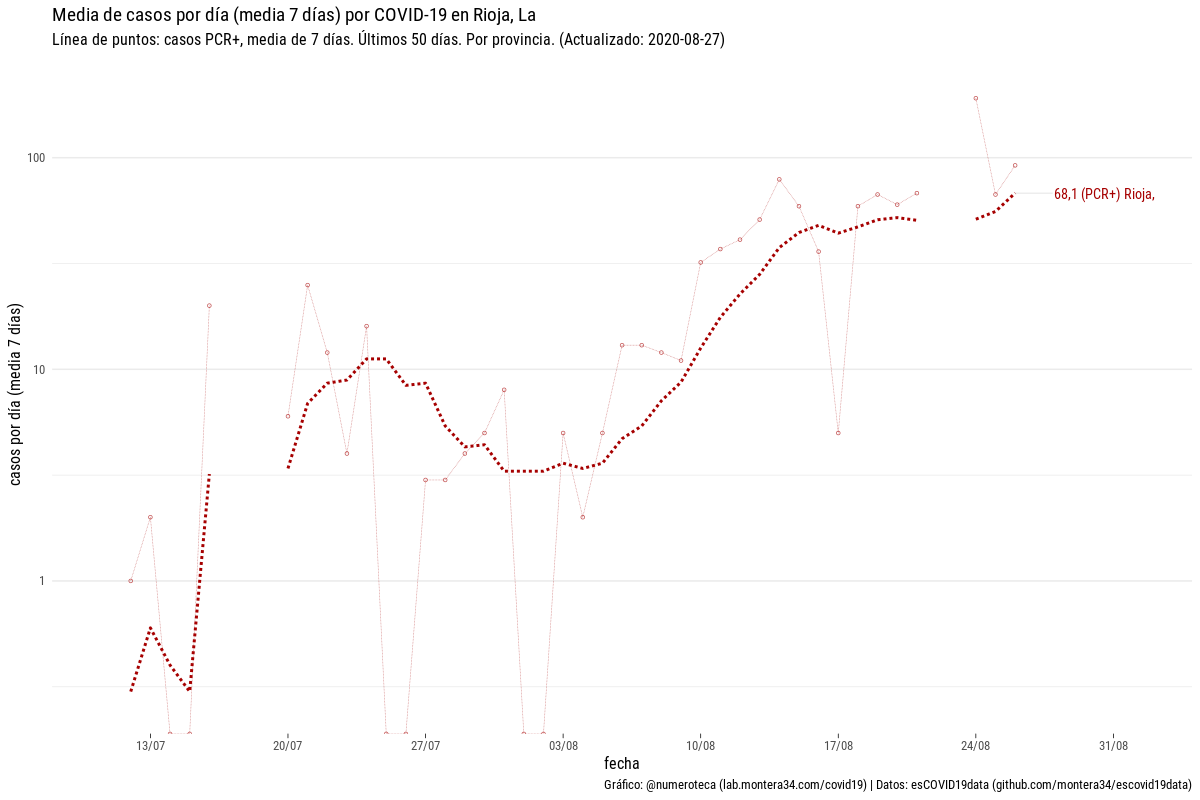 Media de casos por día (media 7 días) por COVID-19 en Rioja, La
Línea de puntos: casos PCR+, media de 7 días. Últimos 50 días. Por provincia. (Actualizado: 2020-08-27)
casos por día (media 7 días)
100
10
1
68,1 (PCR+) Rioja,
13/07
20/07
27/07
03/08
10/08
17/08
24/08
31/08
fecha
Gráfico: @numeroteca (lab.montera34.com/covid19) | Datos: esCOVID19data (github.com/montera34/escovid19data)